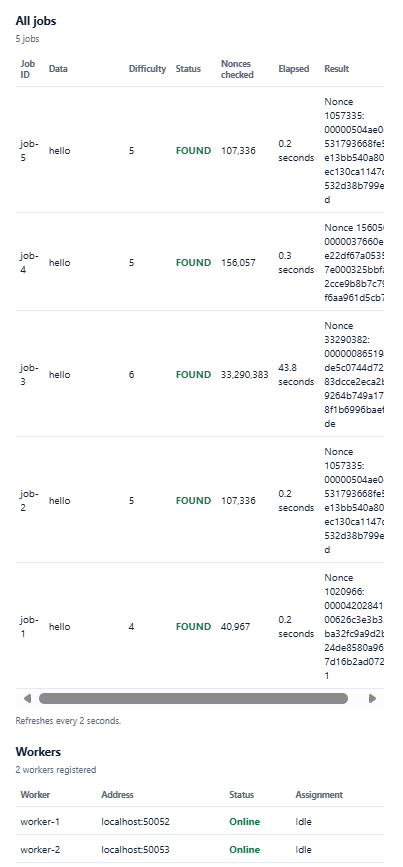 All jobs
5 jobs
Job ID Data Difficulty Status Nonces checked Elapsed Result
job-5 hello 5 FOUND 107,336 0.2 seconds Nonce
1057335:
00000504ae0
531793668fe5
e13bb540a80
ec130ca1147c
532d38b799e
d
job-4 hello 5 FOUND 156,057 0.3 seconds Nonce 15605
0000037660e
e22df67a0535
7e000325bbfa
2cce9b8b7c79
f6aa961d5cb7
job-3 hello 6 FOUND 33,290,383 43.8 seconds Nonce
33290382:
00000086519
de5c0744d72
83dcce2eca2b
9264b749a17
8f1b6996baef
de
job-2 hello 5 FOUND 107,336 0.2 seconds Nonce
1057335:
00000504ae0
531793668fe5
e13bb540a80
ec130ca1147c
532d38b799e
d
job-1 hello 4 FOUND 40,967 0.2 seconds Nonce
1020966:
00004202841
00626c3e3b3
ba32fc9a9d2b
24de8580a96
7d16b2ad072
1
Refreshes every 2 seconds.
Workers
2 workers registered
Worker Address Status Assignment
worker-1 localhost:50052 Online Idle
worker-2 localhost:50053 Online Idle